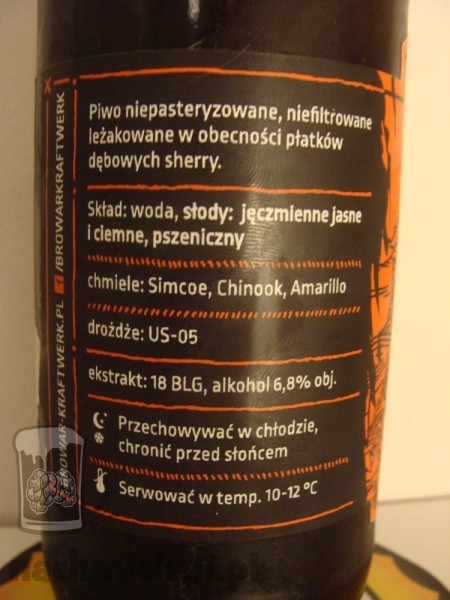 Piwo niepasteryzowane, niefiltrowane
leżakowane w obecności płatków
dębowych sherry.
Skład: woda, słody: jęczmienne jasne
i ciemne, pszeniczny
chmiele: Simcoe, Chinook, Amarillo
drożdże: US-05
ekstrakt: 18 BLG, alkohol 6,8% obj.
Przechowywać w chłodzie,
chronić przed słońcem
Serwować w temp. 10-12 °C
BROWAR-KRAFTWERK.PL f /BROWARKRAFTWERK